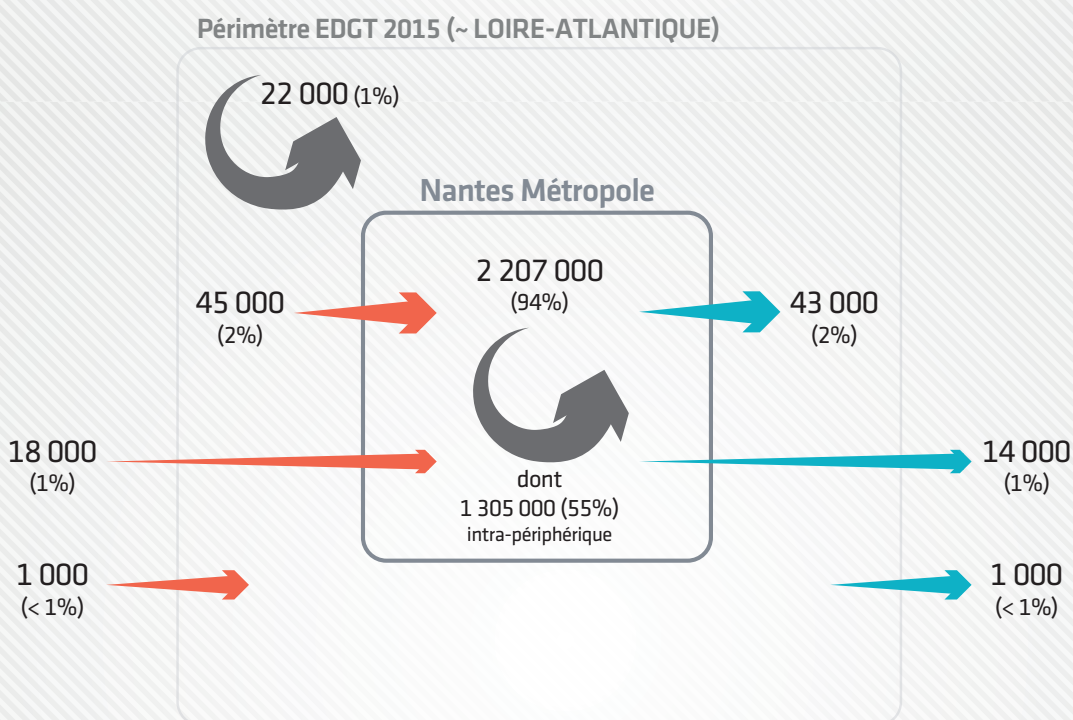 Périmètre EDGT 2015 (~ LOIRE-ATLANTIQUE)
22 000 (1%)
Nantes Métropole
45 000
(2%)
2 207 000
(94%)
43 000
(2%)
18 000
(1%)
dont
1 305 000 (55%)
intra-périphérique
14 000
(1%)
1 000
(< 1%)
1 000
(< 1%)